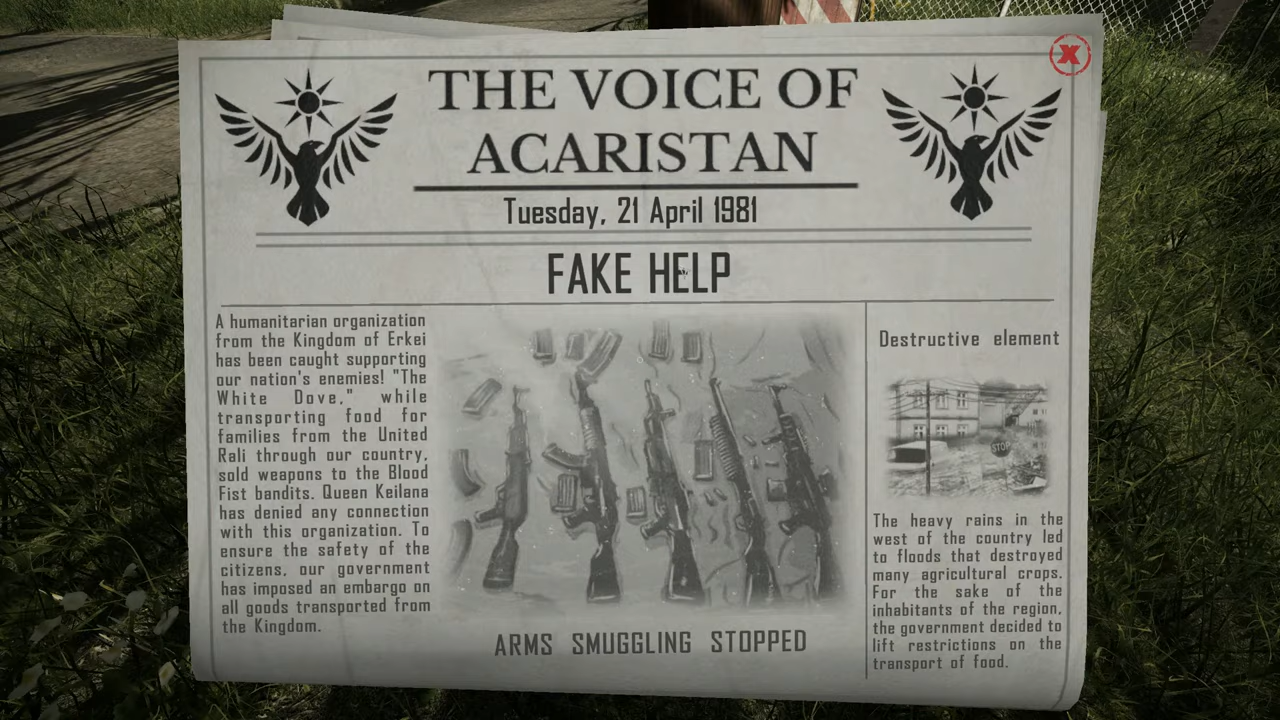 THE VOICE OF
ACARISTAN
Tuesday, 21 April 1981
FAKE HELP
A humanitarian organization
from the Kingdom of Erkei
has been caught supporting
our nation's enemies! "The
White Dove," while
transporting food for
families from the United
Rali through our country,
sold weapons to the Blood
Fist bandits. Queen Keilana
has denied any connection
with this organization. To
ensure the safety of the
citizens, our government
has imposed an embargo on
all goods transported from
the Kingdom.
ARMS SMUGGLING STOPPED
Destructive element
STOP
The heavy rains in the
west of the country led
to floods that destroyed
many agricultural crops.
For the sake of the
inhabitants of the region,
the government decided to
lift restrictions on the
transport of food.
X